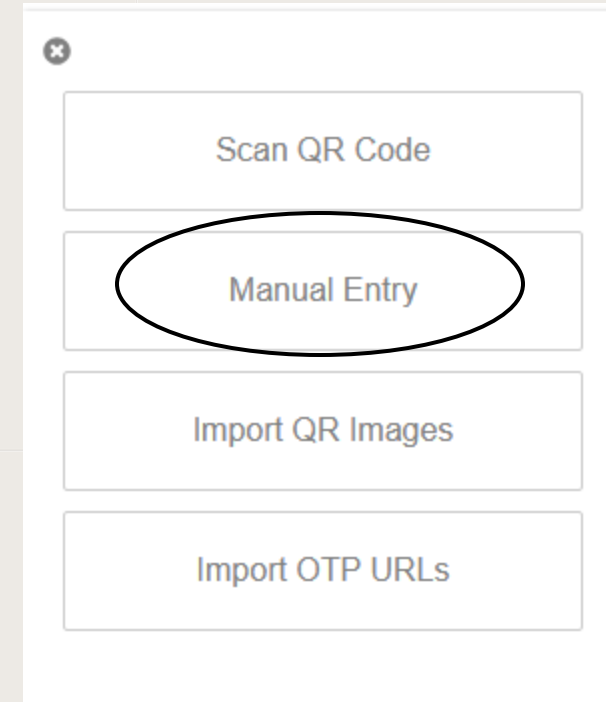 Scan QR Code
Manual Entry
Import QR Images
Import OTP URLs